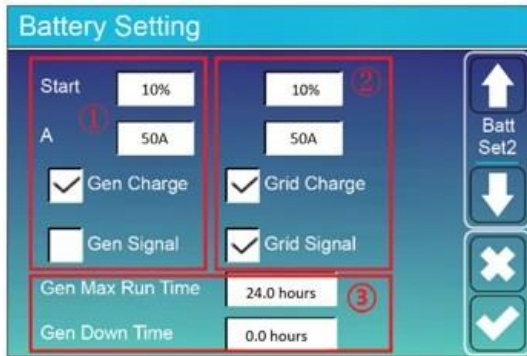 Battery Setting
Start 10% 10% ②
A ① 50A 50A
Batt
Set2
Gen Charge Grid Charge
Gen Signal Grid Signal
Gen Max Run Time 24.0 hours ③
Gen Down Time 0.0 hours